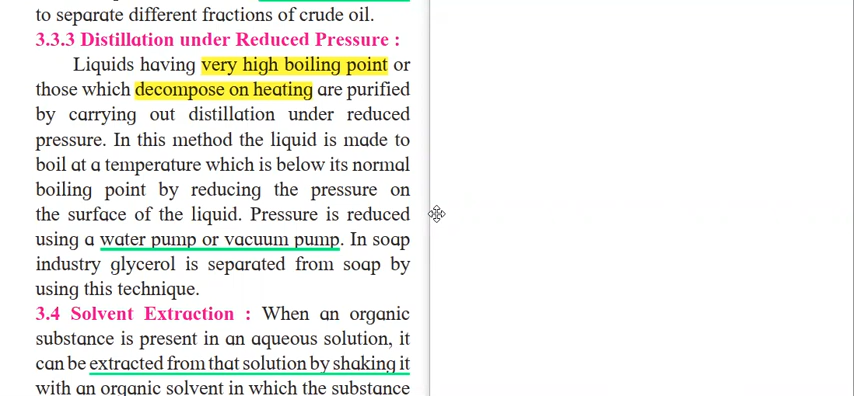 to separate different fractions of crude oil.
3.3.3 Distillation under Reduced Pressure :
Liquids having very high boiling point or
those which decompose on heating are purified
by carrying out distillation under reduced
pressure. In this method the liquid is made to
boil at a temperature which is below its normal
boiling point by reducing the pressure on
the surface of the liquid. Pressure is reduced
using a water pump or vacuum pump. In soap
industry glycerol is separated from soap by
using this technique.
3.4 Solvent Extraction : When an organic
substance is present in an aqueous solution, it
can be extracted from that solution by shaking it
with an organic solvent in which the substance